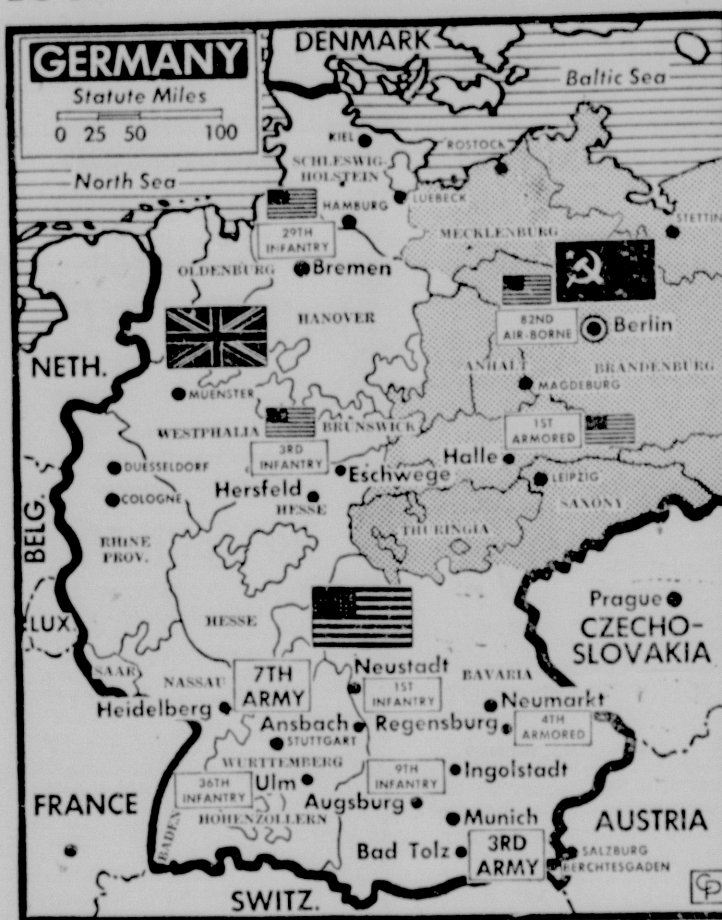 GERMANY
Statute Miles
0 25 50 100
DENMARK
Baltic Sea
North Sea
KIEL
ROSTOCK
SCHLESWIG-
HOLSTEIN
LUEBECK
HAMBURG
STETTIN
29TH
INFANTRY
MECKLENBURG
OLDENBURG
Bremen
HANOVER
82ND
AIR-BORNE
Berlin
NETH.
ANHALT
BRANDENBURG
MUENSTER
MAGDEBURG
WESTPHALIA
BRUNSWICK
1ST
ARMORED
3RD
INFANTRY
Halle
DUESSELDORF
Eschwege
LEIPZIG
COLOGNE
Hersfeld
HESSE
SAXONY
BELG.
RHINE
PROV.
THURINGIA
Prague
CZECHO-
SLOVAKIA
LUX.
HESSE
SAAR
NASSAU
7TH
ARMY
Neustadt
1ST
INFANTRY
BAVARIA
Heidelberg
Neumarkt
Ansbach
Regensburg
4TH
ARMORED
STUTTGART
WURTTEMBERG
36TH
INFANTRY
Ulm
9TH
INFANTRY
Ingolstadt
FRANCE
Augsburg
HOHENZOLLERN
BADEN
Munich
AUSTRIA
Bad Tolz
3RD
ARMY
SALZBURG
BERCHTESGADEN
SWITZ.
CP